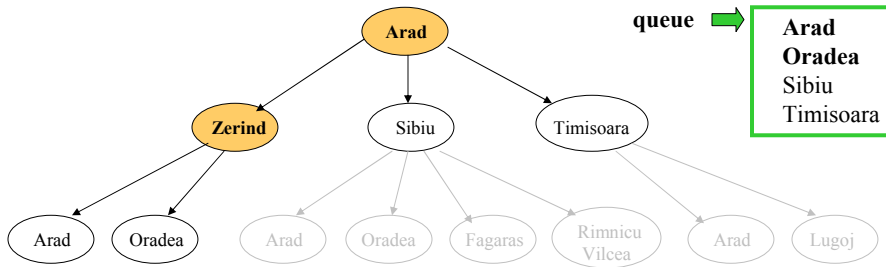 Arad
queue
Arad
Oradea
Sibiu
Timisoara
Zerind
Sibiu
Timisoara
Arad
Oradea
Arad
Oradea
Fagaras
Rimnicu
Vilcea
Arad
Lugoj